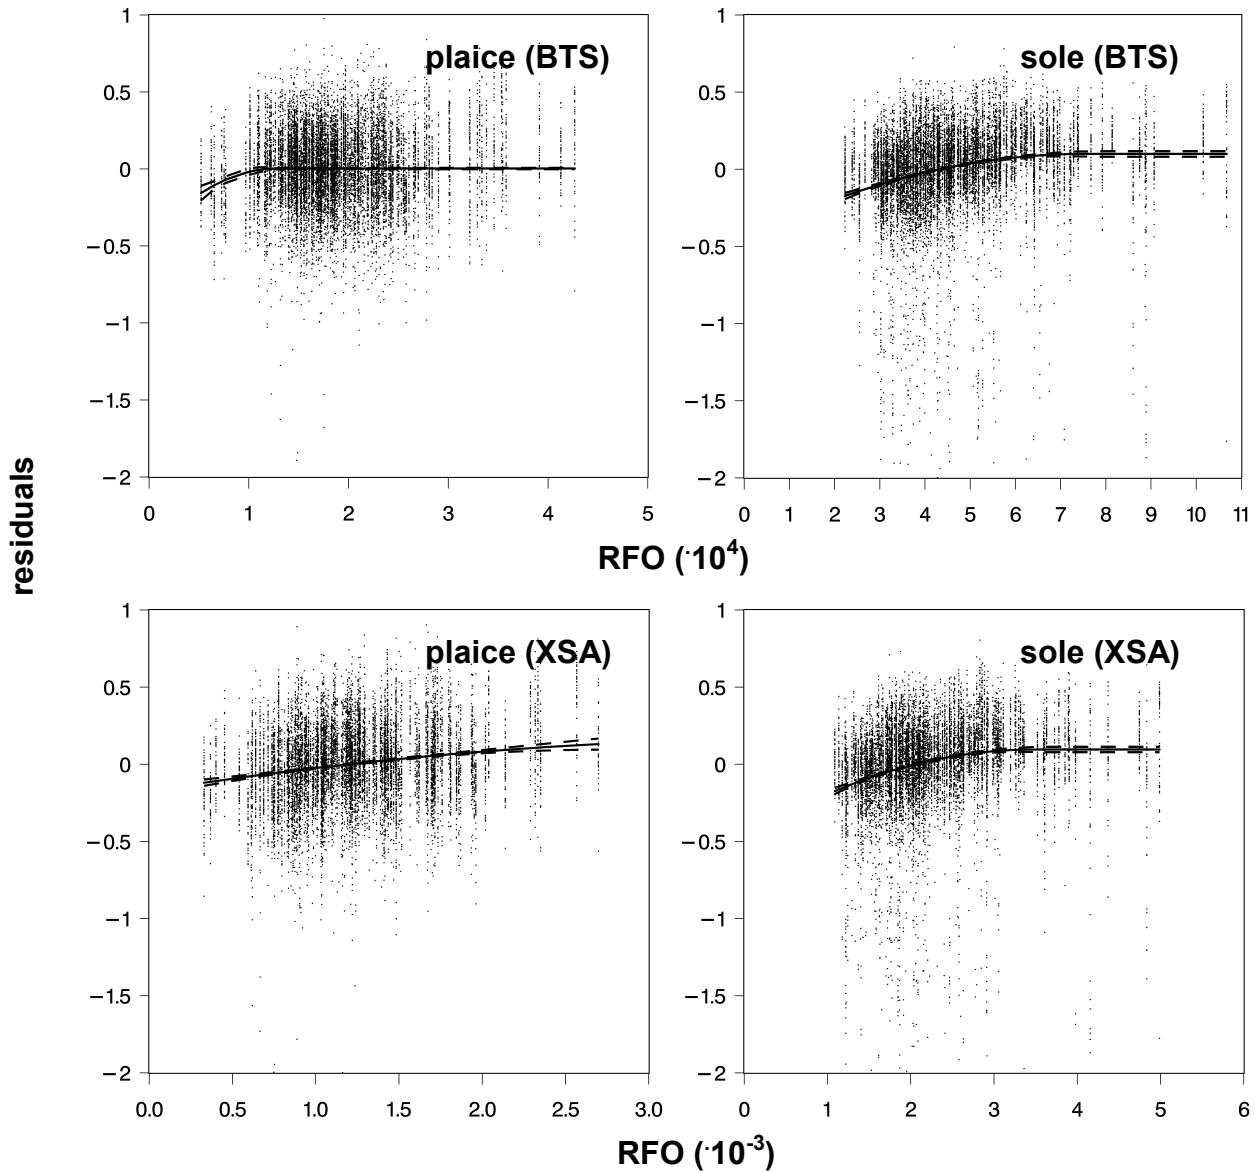 1
0.5
0
−0.5
−1
−1.5
−2
plaice (BTS)
0 1 2 3 4 5
1
0.5
0
−0.5
−1
−1.5
−2
sole (BTS)
0 1 2 3 4 5 6 7 8 9 10 11
RFO (·10⁴)
residuals
1
0.5
0
−0.5
−1
−1.5
−2
plaice (XSA)
0.0 0.5 1.0 1.5 2.0 2.5 3.0
1
0.5
0
−0.5
−1
−1.5
−2
sole (XSA)
0 1 2 3 4 5 6
RFO (·10⁻³)